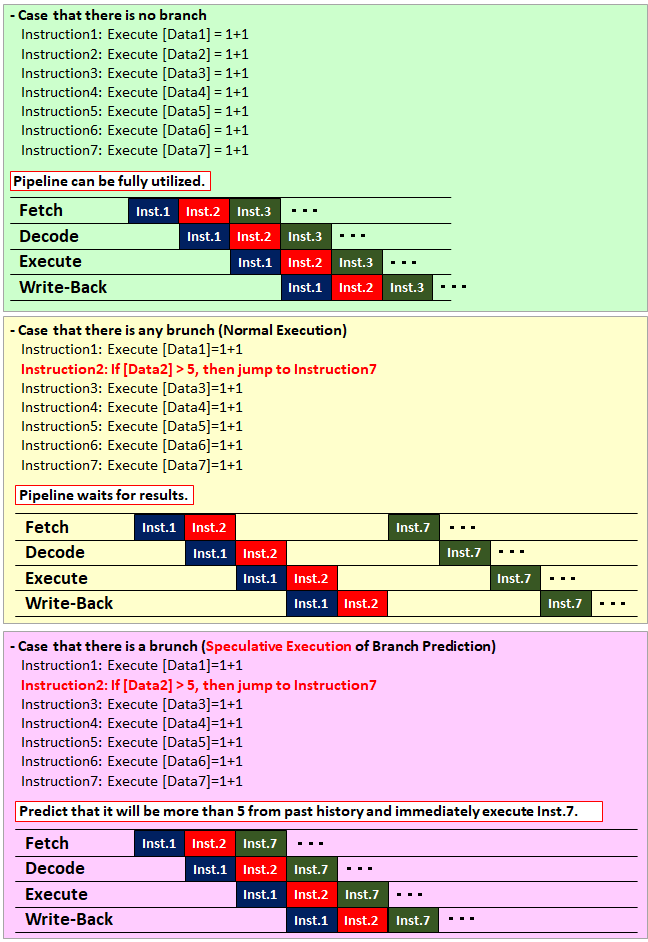 - Case that there is no branch
Instruction1: Execute [Data1] = 1+1
Instruction2: Execute [Data2] = 1+1
Instruction3: Execute [Data3] = 1+1
Instruction4: Execute [Data4] = 1+1
Instruction5: Execute [Data5] = 1+1
Instruction6: Execute [Data6] = 1+1
Instruction7: Execute [Data7] = 1+1
Pipeline can be fully utilized.
Fetch Inst.1 Inst.2 Inst.3 ...
Decode Inst.1 Inst.2 Inst.3 ...
Execute Inst.1 Inst.2 Inst.3 ...
Write-Back Inst.1 Inst.2 Inst.3 ...
- Case that there is any brunch (Normal Execution)
Instruction1: Execute [Data1]=1+1
Instruction2: If [Data2] > 5, then jump to Instruction7
Instruction3: Execute [Data3]=1+1
Instruction4: Execute [Data4]=1+1
Instruction5: Execute [Data5]=1+1
Instruction6: Execute [Data6]=1+1
Instruction7: Execute [Data7]=1+1
Pipeline waits for results.
Fetch Inst.1 Inst.2 Inst.7 ...
Decode Inst.1 Inst.2 Inst.7 ...
Execute Inst.1 Inst.2 Inst.7 ...
Write-Back Inst.1 Inst.2 Inst.7 ...
- Case that there is a brunch (Speculative Execution of Branch Prediction)
Instruction1: Execute [Data1]=1+1
Instruction2: If [Data2] > 5, then jump to Instruction7
Instruction3: Execute [Data3]=1+1
Instruction4: Execute [Data4]=1+1
Instruction5: Execute [Data5]=1+1
Instruction6: Execute [Data6]=1+1
Instruction7: Execute [Data7]=1+1
Predict that it will be more than 5 from past history and immediately execute Inst.7.
Fetch Inst.1 Inst.2 Inst.7 ...
Decode Inst.1 Inst.2 Inst.7 ...
Execute Inst.1 Inst.2 Inst.7 ...
Write-Back Inst.1 Inst.2 Inst.7 ...